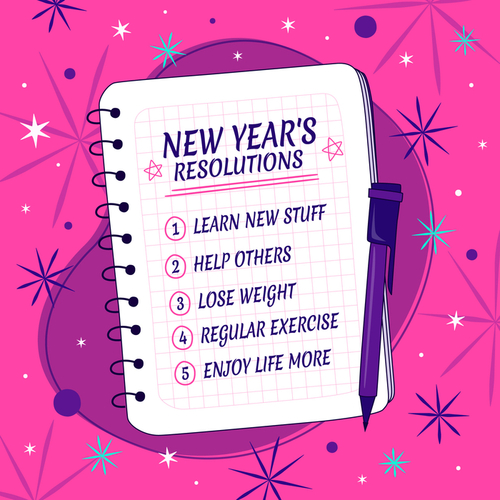 NEW YEAR'S
RESOLUTIONS
1 LEARN NEW STUFF
2 HELP OTHERS
3 LOSE WEIGHT
4 REGULAR EXERCISE
5 ENJOY LIFE MORE